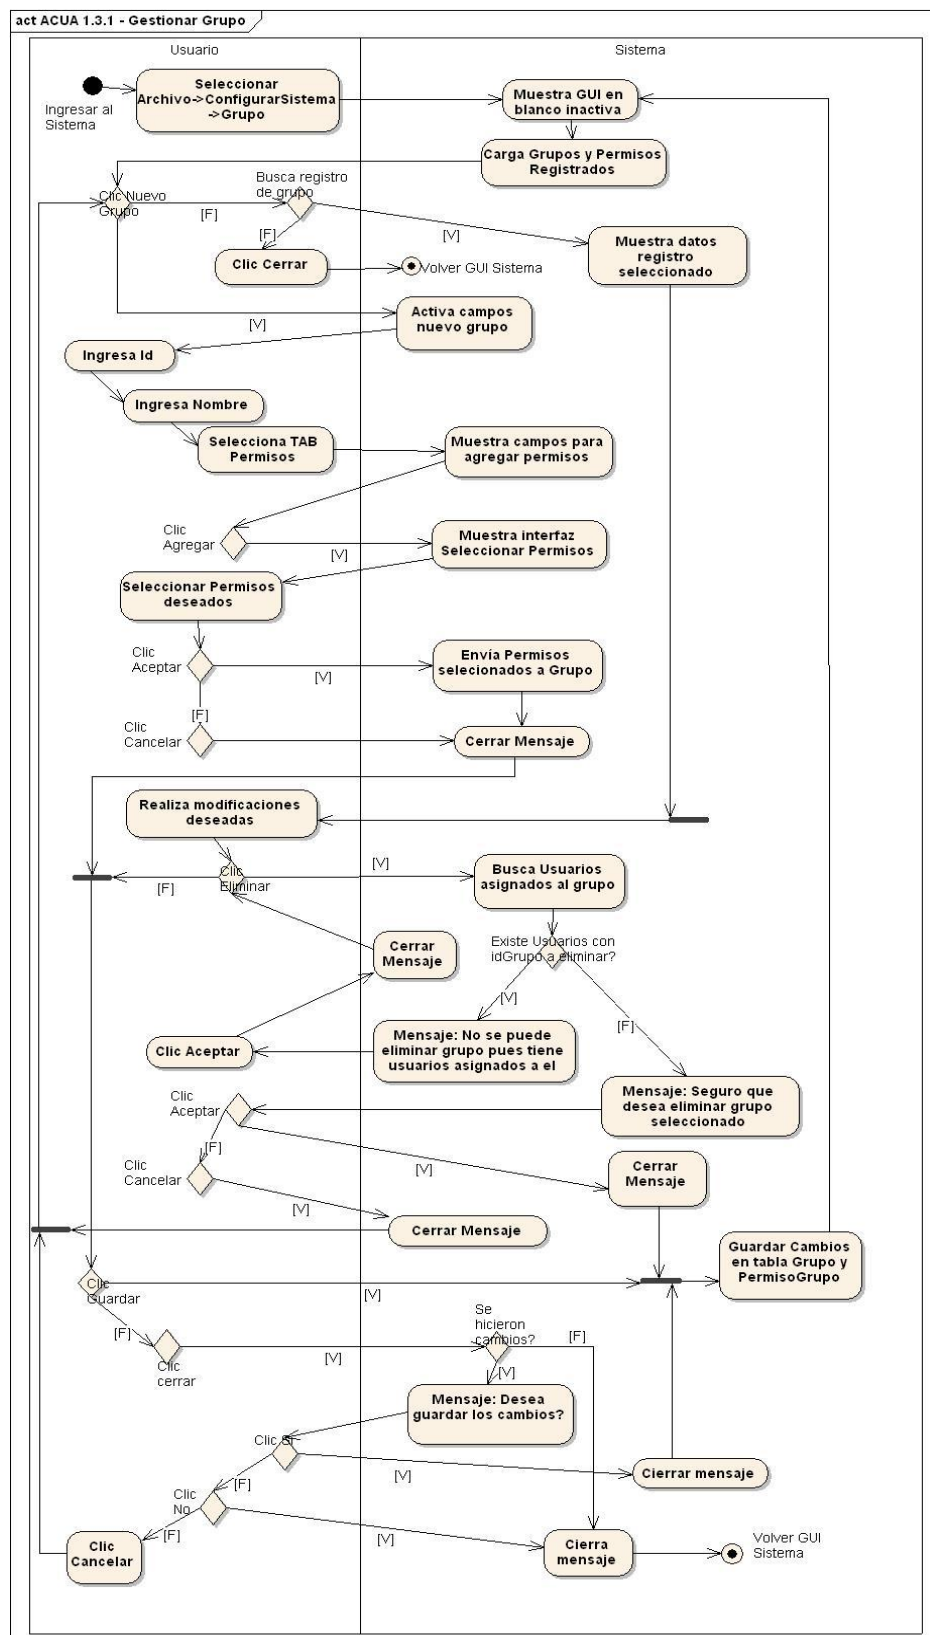 act ACUA 1.3.1 - Gestionar Grupo
Usuario
Sistema
Ingresar al
Sistema
Seleccionar
Archivo->ConfigurarSistema
->Grupo
Muestra GUI en
blanco inactiva
Carga Grupos y Permisos
Registrados
Clic Nuevo
Grupo
[F]
Busca registro
de grupo
[F]
[V]
Clic Cerrar
Volver GUI Sistema
Muestra datos
registro
seleccionado
[V]
Activa campos
nuevo grupo
Ingresa Id
Ingresa Nombre
Selecciona TAB
Permisos
Muestra campos para
agregar permisos
Clic
Agregar
[V]
Muestra interfaz
Seleccionar Permisos
Seleccionar Permisos
deseados
Clic
Aceptar
[V]
Envía Permisos
selecionados a Grupo
[F]
Clic
Cancelar
Cerrar Mensaje
Realiza modificaciones
deseadas
Clic
Eliminar
[V]
[F]
Busca Usuarios
asignados al grupo
Cerrar
Mensaje
Existe Usuarios con
idGrupo a eliminar?
[V]
[F]
Clic Aceptar
Mensaje: No se puede
eliminar grupo pues tiene
usuarios asignados a el
Mensaje: Seguro que
desea eliminar grupo
seleccionado
Clic
Aceptar
[F]
[V]
Clic
Cancelar
[V]
Cerrar
Mensaje
Cerrar Mensaje
Guardar Cambios
en tabla Grupo y
PermisoGrupo
Clic
Guardar
[V]
[F]
Clic
cerrar
[V]
Se
hicieron
cambios?
[F]
[V]
Mensaje: Desea
guardar los cambios?
Clic Si
[V]
[F]
Cierrar mensaje
Clic
No
[F]
[V]
Clic
Cancelar
Cierra
mensaje
Volver GUI
Sistema